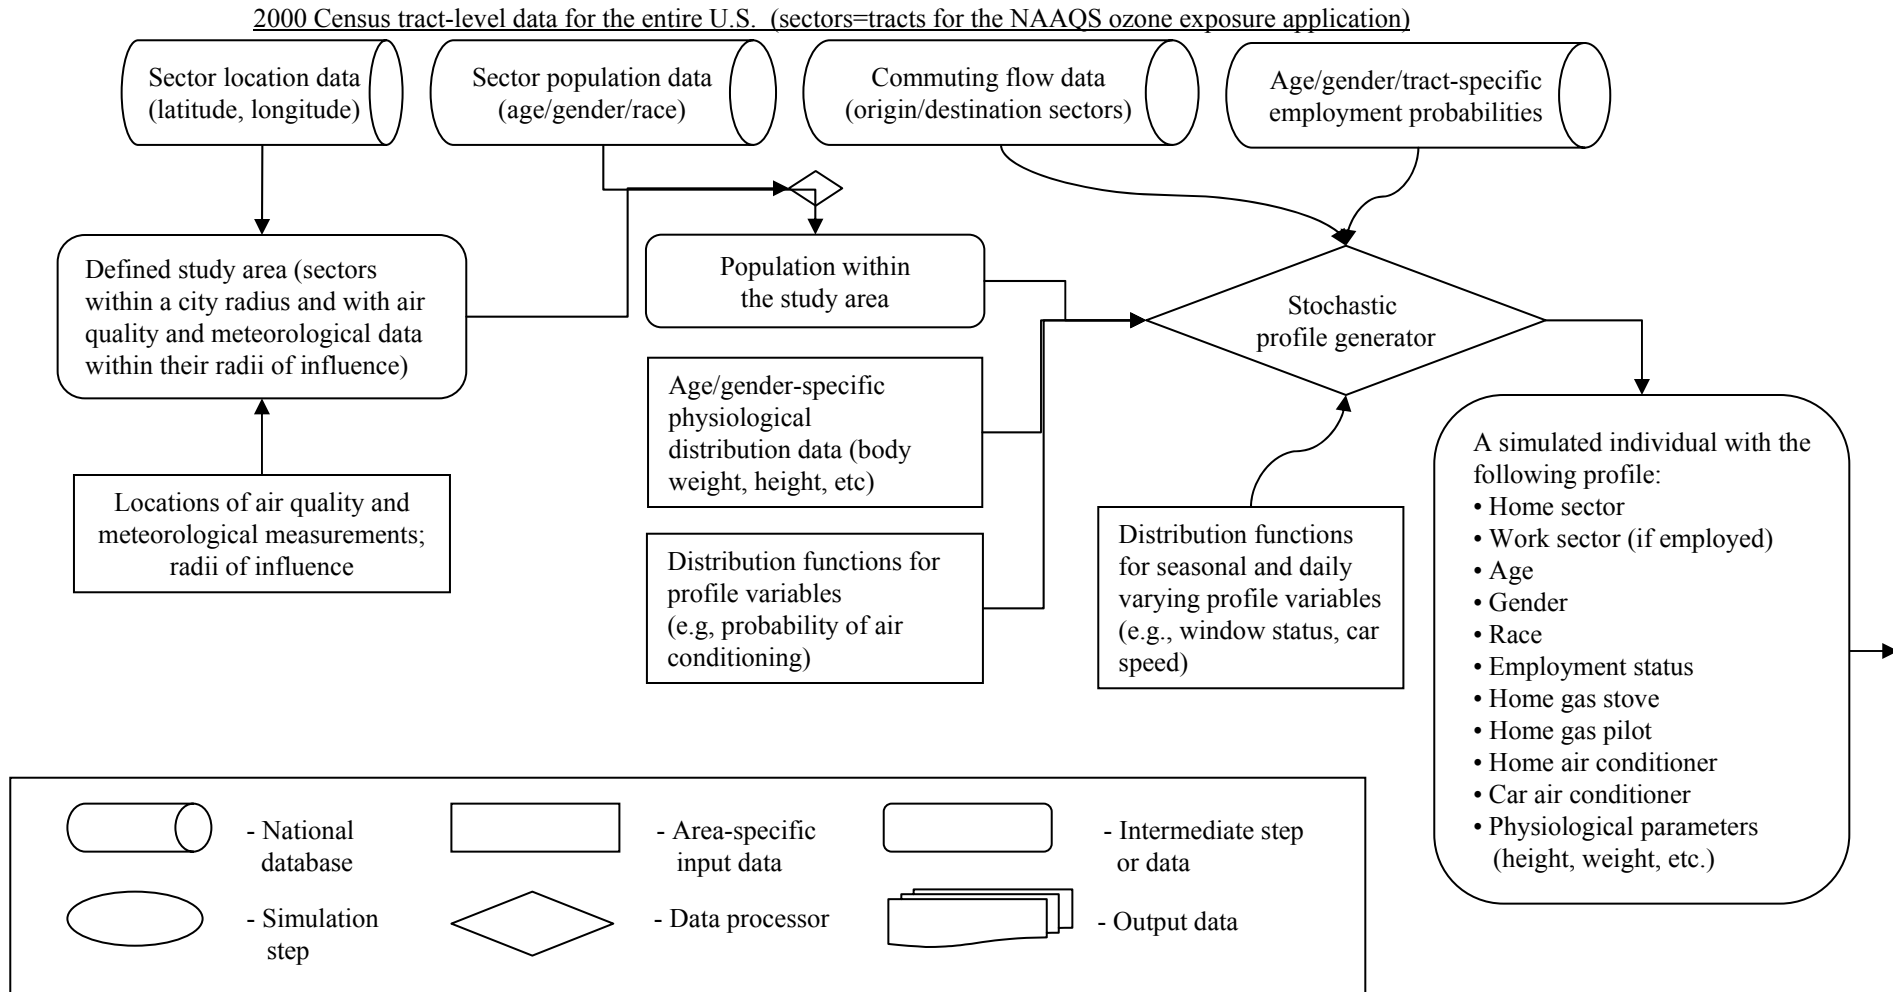 2000 Census tract-level data for the entire U.S.  (sectors=tracts for the NAAQS ozone exposure application)
Sector location data
(latitude, longitude)
Sector population data
(age/gender/race)
Commuting flow data
(origin/destination sectors)
Age/gender/tract-specific
employment probabilities
Defined study area (sectors
within a city radius and with air
quality and meteorological data
within their radii of influence)
Population within
the study area
Stochastic
profile generator
Age/gender-specific
physiological
distribution data (body
weight, height, etc)
Locations of air quality and
meteorological measurements;
radii of influence
Distribution functions for
profile variables
(e.g, probability of air
conditioning)
Distribution functions
for seasonal and daily
varying profile variables
(e.g., window status, car
speed)
A simulated individual with the
following profile:
• Home sector
• Work sector (if employed)
• Age
• Gender
• Race
• Employment status
• Home gas stove
• Home gas pilot
• Home air conditioner
• Car air conditioner
• Physiological parameters
(height, weight, etc.)
- National
database
- Area-specific
input data
- Intermediate step
or data
- Simulation
step
- Data processor
- Output data